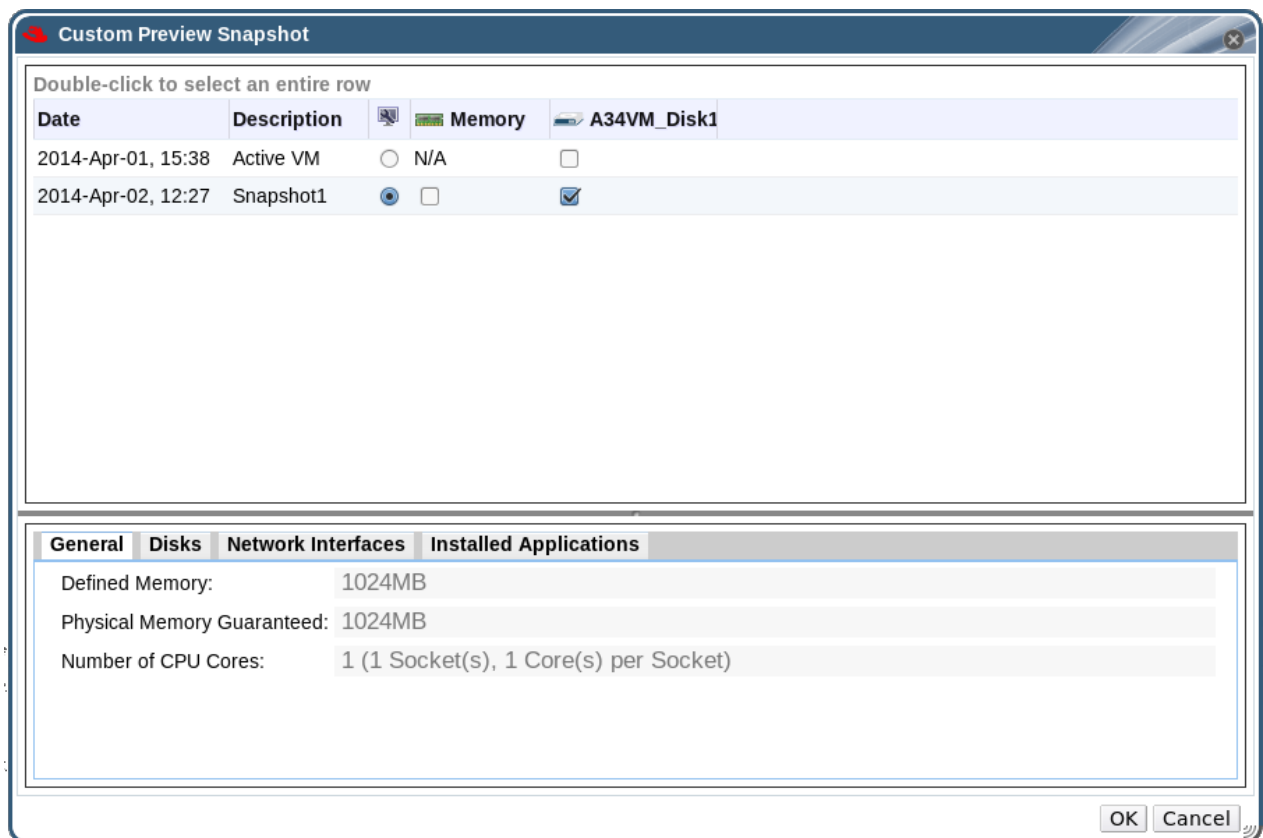 Custom Preview Snapshot
Double-click to select an entire row
Date Description Memory A34VM_Disk1
2014-Apr-01, 15:38 Active VM N/A
2014-Apr-02, 12:27 Snapshot1
General Disks Network Interfaces Installed Applications
Defined Memory: 1024MB
Physical Memory Guaranteed: 1024MB
Number of CPU Cores: 1 (1 Socket(s), 1 Core(s) per Socket)
OK Cancel